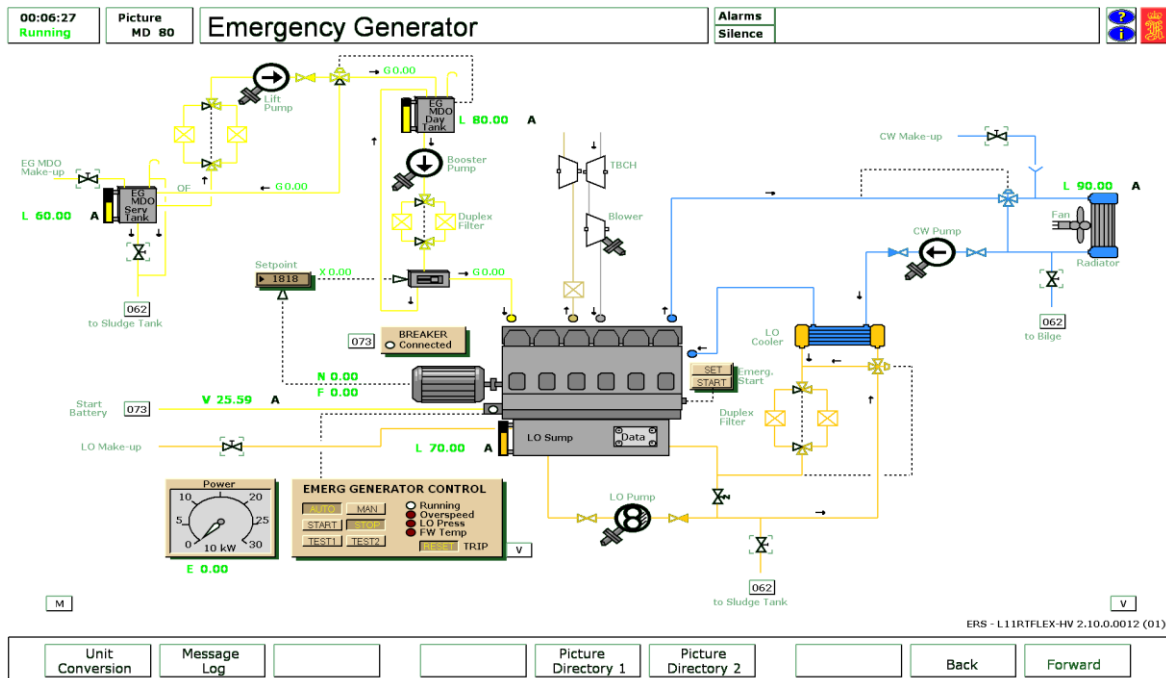 00:06:27
Running
Picture
MD 80
Emergency Generator
Alarms
Silence
?
i
G 0.00
Lift
Pump
EG
MDO
Day
Tank
L 80.00 A
CW Make-up
EG MDO
Make-up
OF
G 0.00
Booster
Pump
TBCH
EG
MDO
Serv
Tank
L 60.00 A
L 90.00 A
Duplex
Filter
Blower
Fan
CW Pump
Radiator
Setpoint
1818
X 0.00
G 0.00
062
to Sludge Tank
062
to Bilge
073
BREAKER
Connected
LO
Cooler
N 0.00
F 0.00
SET
START
Emerg.
Start
Start
Battery
073
V 25.59 A
Duplex
Filter
LO Make-up
L 70.00 A
LO Sump
Data
Power
0
5
10
20
25
30
10 kW
E 0.00
EMERG GENERATOR CONTROL
AUTO
MAN
START
STOP
TEST1
TEST2
Running
Overspeed
LO Press
FW Temp
RESET
TRIP
V
LO Pump
062
to Sludge Tank
M
V
ERS - L11RTFLEX-HV 2.10.0.0012 (01)
Unit
Conversion
Message
Log
Picture
Directory 1
Picture
Directory 2
Back
Forward